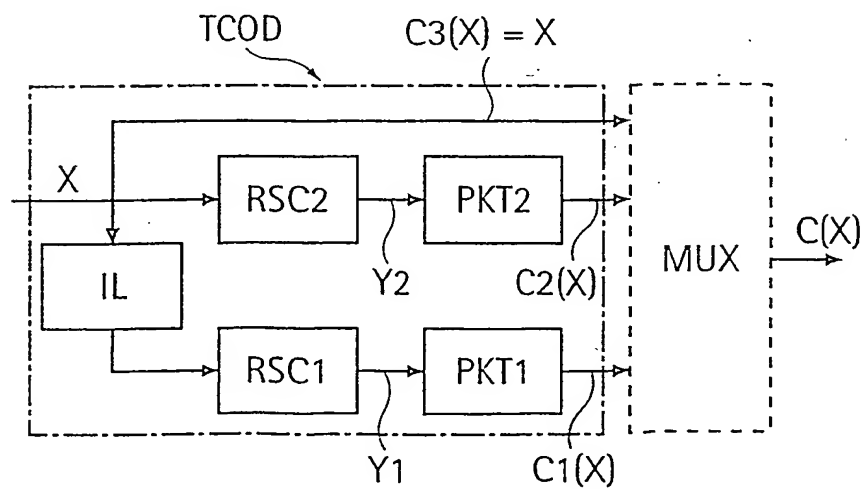 TCOD
C3(X) = X
X
RSC2
PKT2
Y2
C2(X)
IL
MUX
C(X)
RSC1
PKT1
Y1
C1(X)